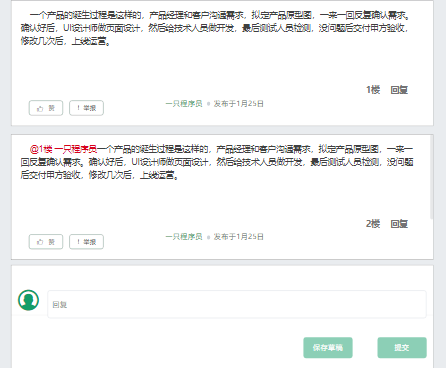 一个产品的诞生过程是这样的，产品经理和客户沟通需求，拟定产品原型图，一来一回反复确认需求。
确认好后，UI设计师做页面设计，然后给技术人员做开发，最后测试人员检测，没问题后交付甲方验收，
修改几次后，上线运营。
1楼 回复
赞 ! 举报 一只程序员 发布于1月25日
@1楼 一只程序员一个产品的诞生过程是这样的，产品经理和客户沟通需求，拟定产品原型图，一来一
回反复确认需求。确认好后，UI设计师做页面设计，然后给技术人员做开发，最后测试人员检测，没问题
后交付甲方验收，修改几次后，上线运营。
2楼 回复
赞 ! 举报 一只程序员 发布于1月25日
回复
保存草稿 提交